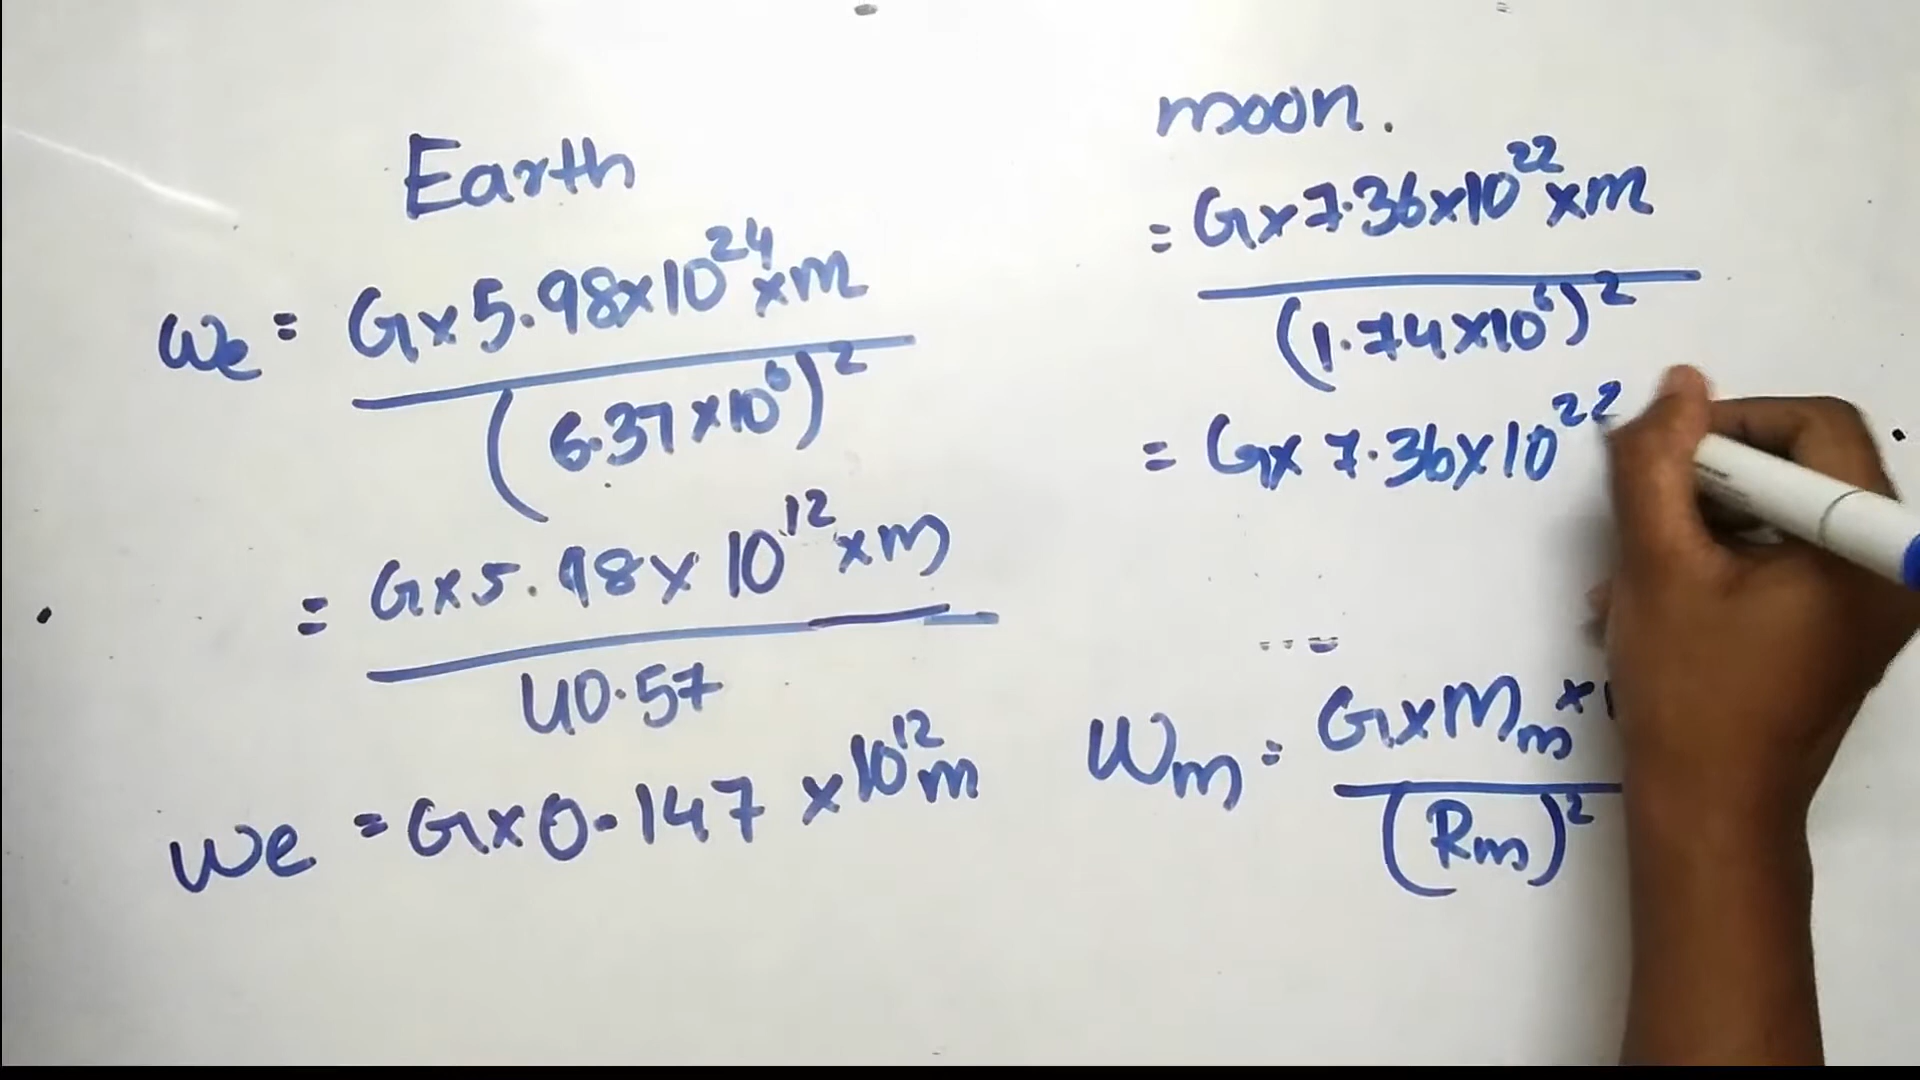 Earth
We = G×5.98×10²⁴×m
(6.37×10⁶)²
= G×5.98×10¹²×m
40.57
We = G×0.147×10¹²m
moon.
= G×7.36×10²²×m
(1.74×10⁶)²
= G×7.36×10²²
Wm = G×Mm×
(Rm)²